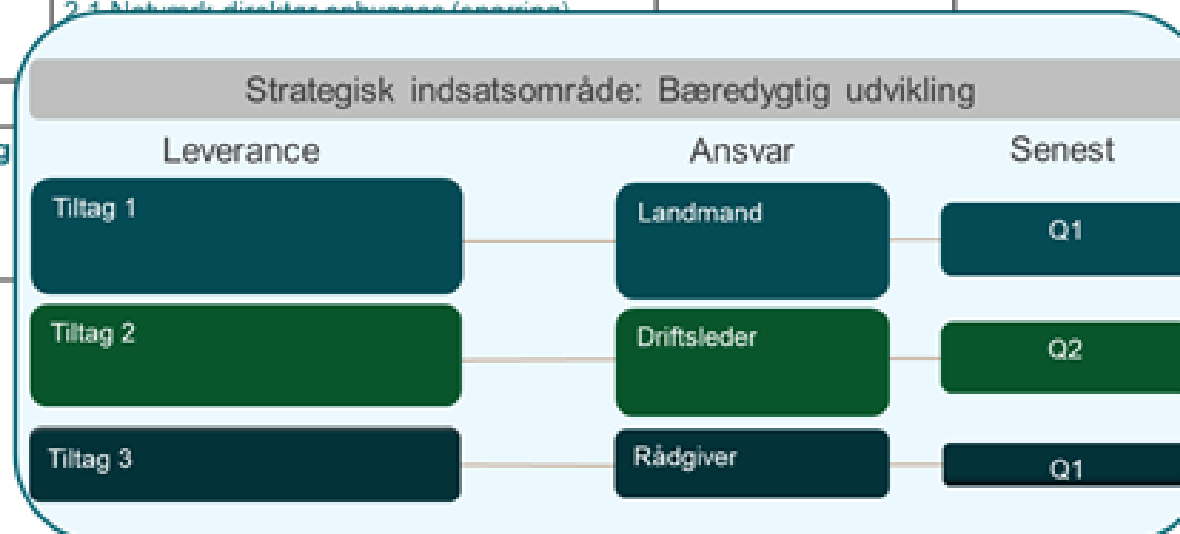 Strategisk indsatsområde: Bæredygtig udvikling
Leverance Ansvar Senest
Tiltag 1 Landmand Q1
Tiltag 2 Driftsleder Q2
Tiltag 3 Rådgiver Q1